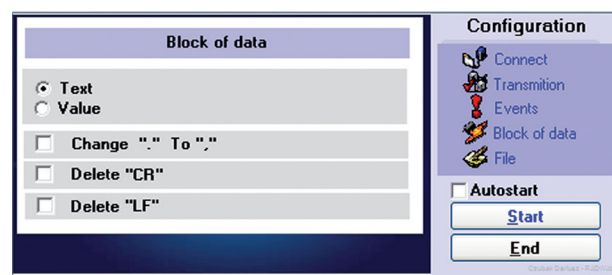 Block of data
Text
Value
Change "." To ","
Delete "CR"
Delete "LF"
Configuration
Connect
Transmition
Events
Block of data
File
Autostart
Start
End